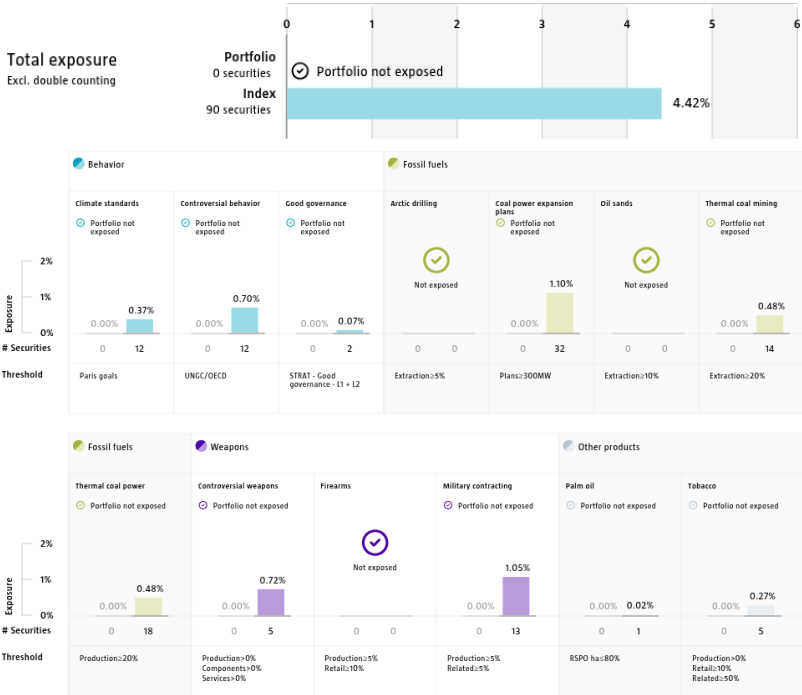 0 1 2 3 4 5 6
Total exposure
Excl. double counting
Portfolio
0 securities
Portfolio not exposed
Index
90 securities
4.42%
Behavior
Fossil fuels
Climate standards
Portfolio not
exposed
Controversial behavior
Portfolio not
exposed
Good governance
Portfolio not
exposed
Arctic drilling
Not exposed
Coal power expansion
plans
Portfolio not
exposed
Oil sands
Not exposed
Thermal coal mining
Portfolio not
exposed
Exposure
2%
1%
0%
0.00% 0.37%
0.00% 0.70%
0.00% 0.07%
0.00% 1.10%
0.00% 0.48%
# Securities 0 12 0 12 0 2 0 0 0 32 0 0 0 14
Threshold
Paris goals
UNGC/OECD
STRAT - Good
governance - L1 + L2
Extraction≥5%
Plans≥300MW
Extraction≥10%
Extraction≥20%
Fossil fuels
Weapons
Other products
Thermal coal power
Portfolio not exposed
Controversial weapons
Portfolio not exposed
Firearms
Not exposed
Military contracting
Portfolio not exposed
Palm oil
Portfolio not exposed
Tobacco
Portfolio not exposed
Exposure
2%
1%
0%
0.00% 0.48%
0.00% 0.72%
0.00% 1.05%
0.00% 0.02%
0.00% 0.27%
# Securities 0 18 0 5 0 0 0 13 0 1 0 5
Threshold
Production≥20%
Production>0%
Components>0%
Services>0%
Production≥5%
Retail≥10%
Production≥5%
Related≥5%
RSPO ha≤80%
Production>0%
Retail≥10%
Related≥50%